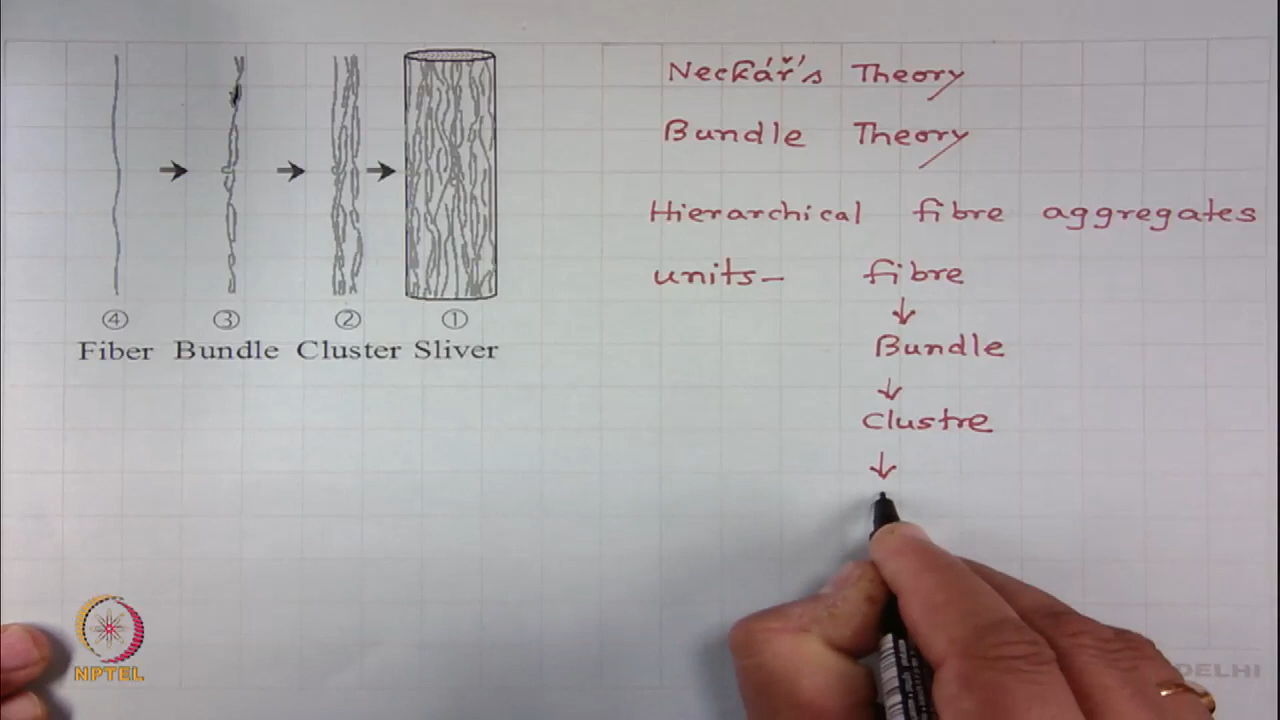 ④ ③ ② ①
Fiber Bundle Cluster Sliver
Neckář's Theory
Bundle Theory
Hierarchical fibre aggregates
units – fibre
↓
Bundle
↓
Clustre
↓
NPTEL
DELHI